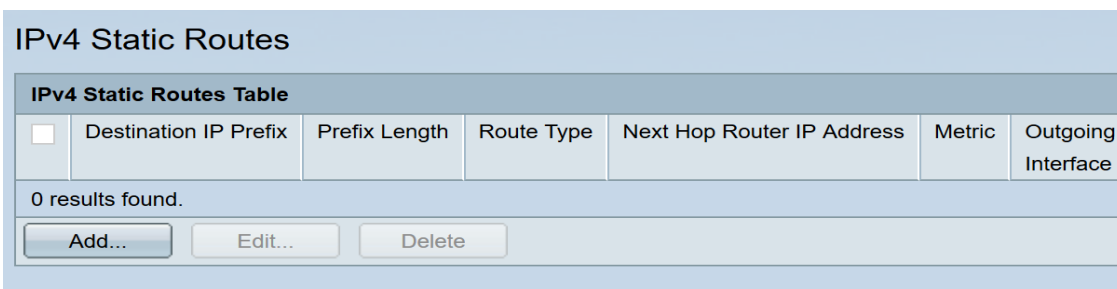 IPv4 Static Routes
IPv4 Static Routes Table
Destination IP Prefix Prefix Length Route Type Next Hop Router IP Address Metric Outgoing
Interface
0 results found.
Add... Edit... Delete